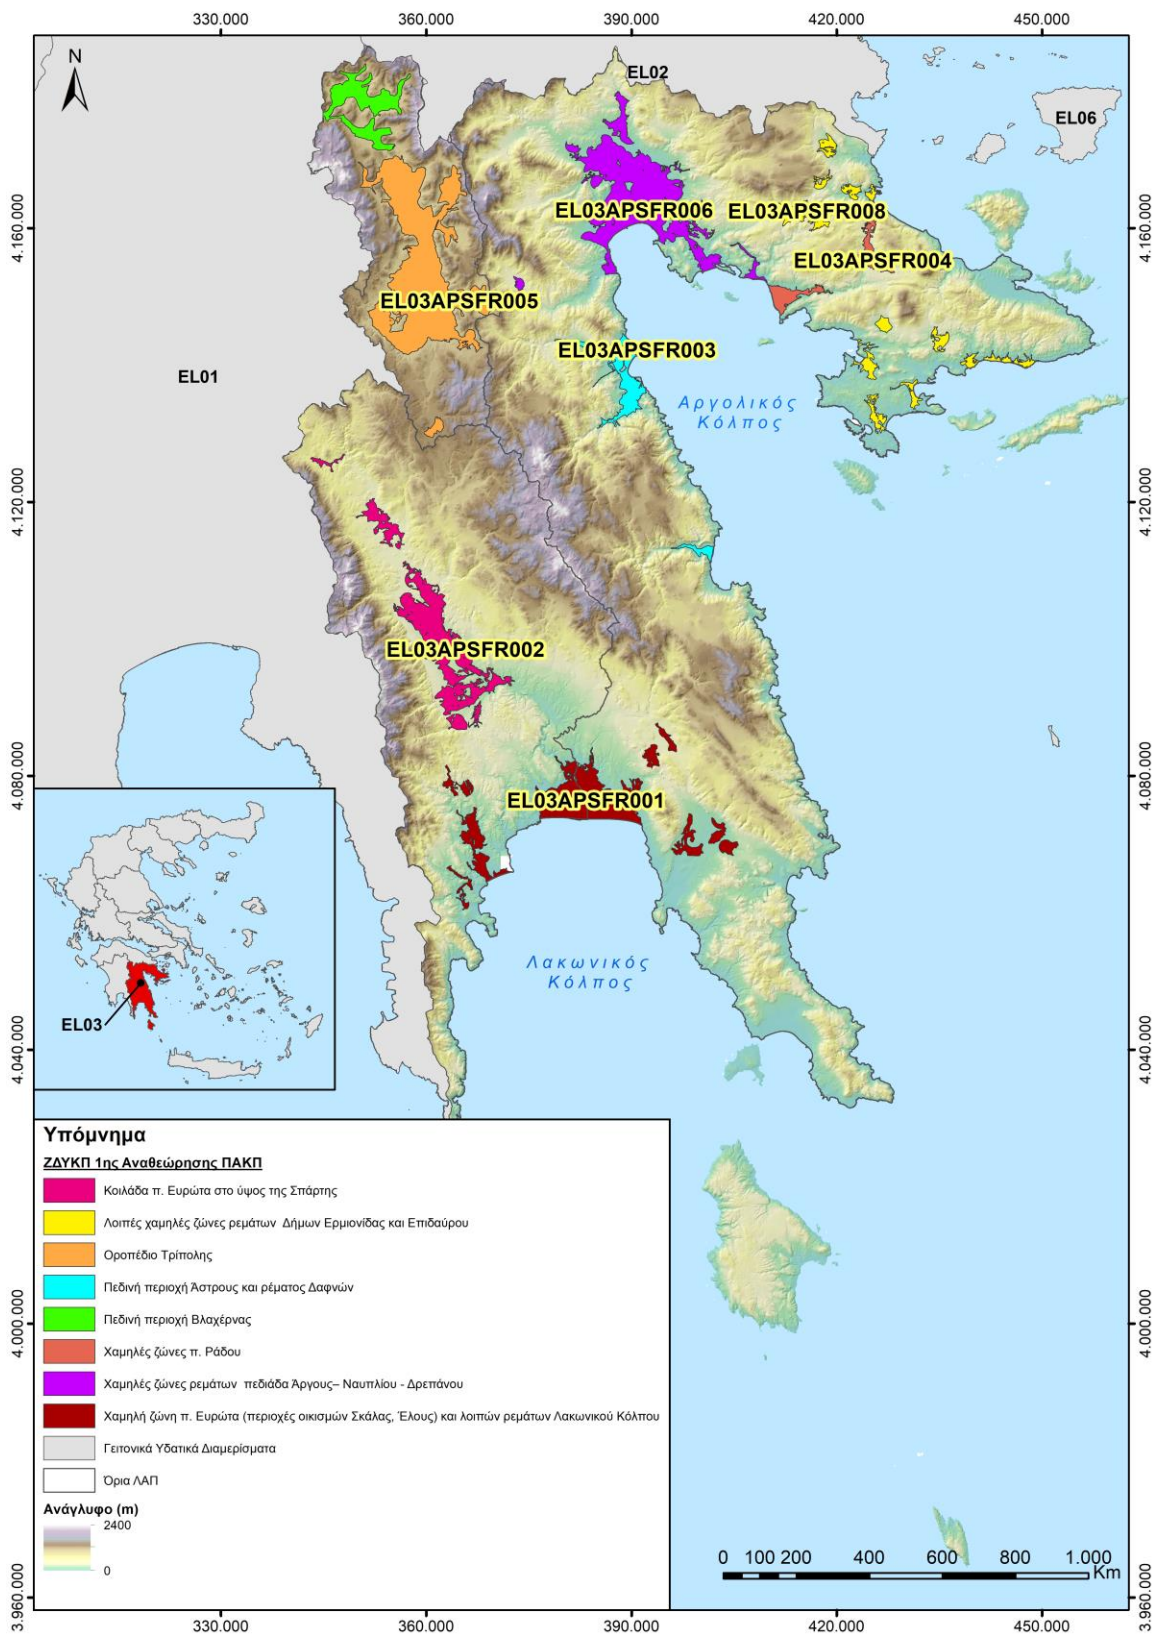 330.000 360.000 390.000 420.000 450.000
N
EL02
EL06
4.160.000 4.160.000
EL03APSFR006 EL03APSFR008
EL03APSFR004
EL03APSFR005
EL03APSFR003
EL01
Αργολικός
Κόλπος
4.120.000 4.120.000
EL03APSFR002
4.080.000 4.080.000
EL03APSFR001
Λακωνικός
Κόλπος
EL03
4.040.000 4.040.000
Υπόμνημα
ΖΔΥΚΠ 1ης Αναθεώρησης ΠΑΚΠ
Κοιλάδα π. Ευρώτα στο ύψος της Σπάρτης
Λοιπές χαμηλές ζώνες ρεμάτων Δήμων Ερμιονίδας και Επιδαύρου
Οροπέδιο Τρίπολης
Πεδινή περιοχή Άστρους και ρέματος Δαφνών
Πεδινή περιοχή Βλαχέρνας
Χαμηλές ζώνες π. Ράδου
Χαμηλές ζώνες ρεμάτων πεδιάδα Άργους– Ναυπλίου - Δρεπάνου
Χαμηλή ζώνη π. Ευρώτα (περιοχές οικισμών Σκάλας, Έλους) και λοιπών ρεμάτων Λακωνικού Κόλπου
Γειτονικά Υδατικά Διαμερίσματα
Όρια ΛΑΠ
Ανάγλυφο (m)
2400
0
4.000.000 4.000.000
0 100 200 400 600 800 1.000
Km
3.960.000 3.960.000
330.000 360.000 390.000 420.000 450.000